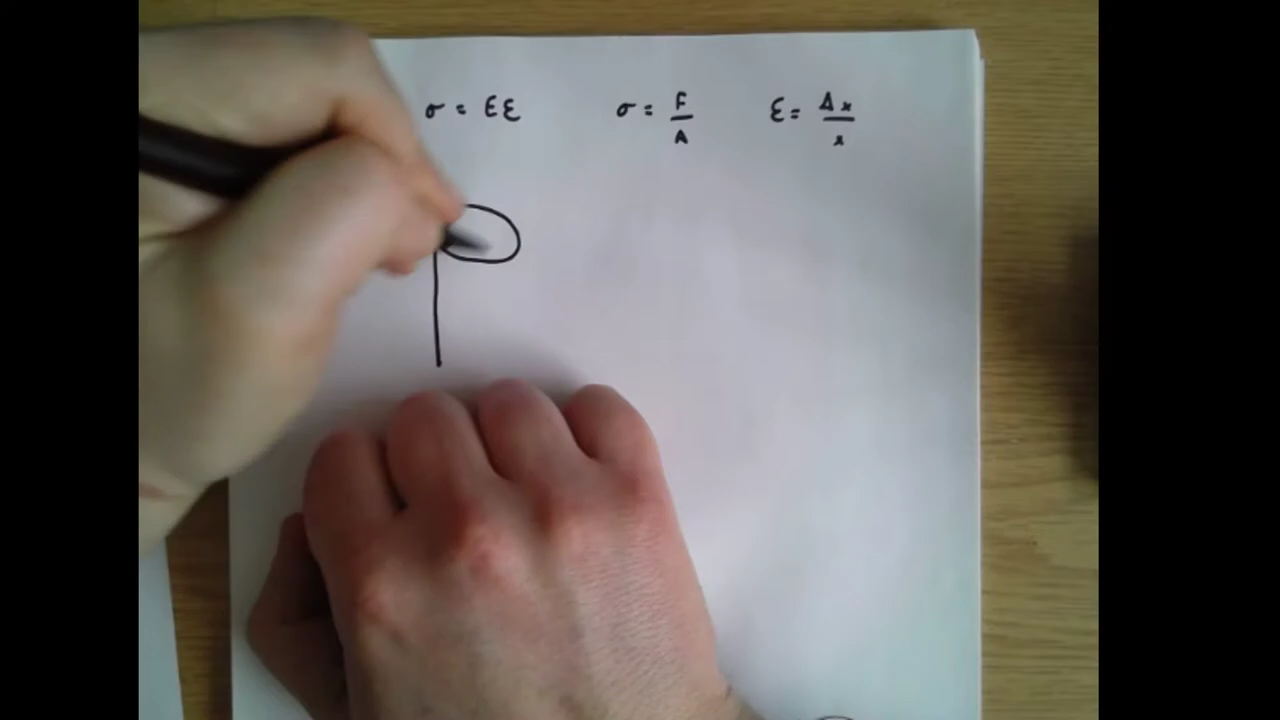 σ = Eε σ = F/A ε = Δx/x